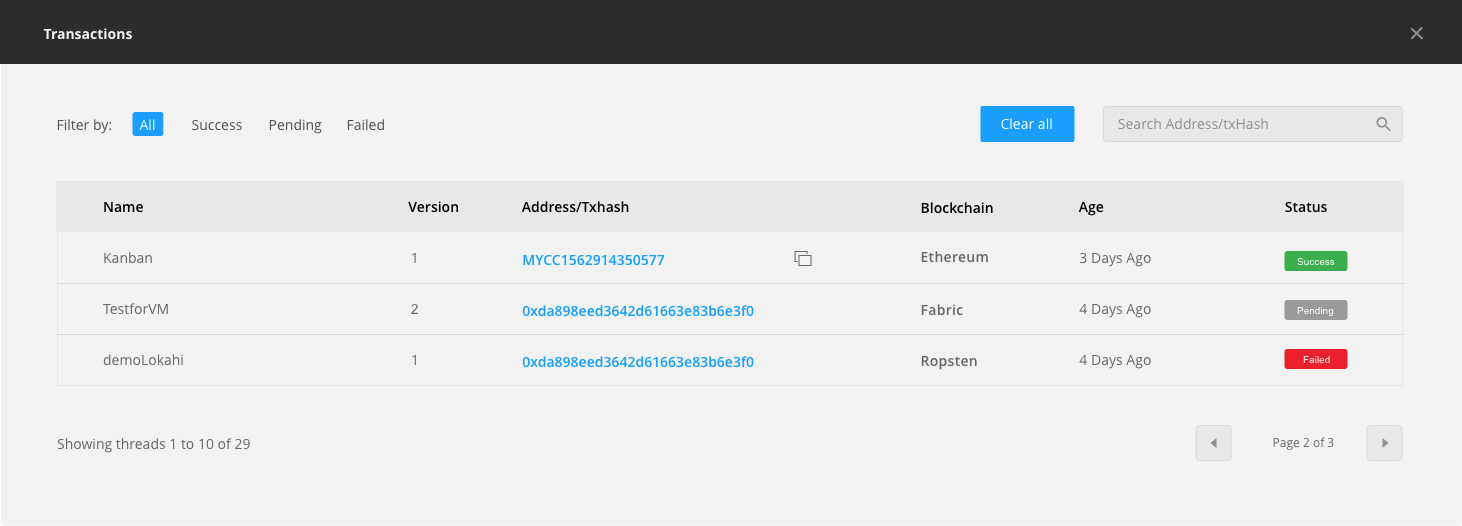 Transactions
Filter by: All Success Pending Failed Clear all Search Address/txHash
Name Version Address/Txhash Blockchain Age Status
Kanban 1 MYCC1562914350577 Ethereum 3 Days Ago Success
TestforVM 2 0xda898eed3642d61663e83b6e3f0 Fabric 4 Days Ago Pending
demoLokahi 1 0xda898eed3642d61663e83b6e3f0 Ropsten 4 Days Ago Failed
Showing threads 1 to 10 of 29 Page 2 of 3